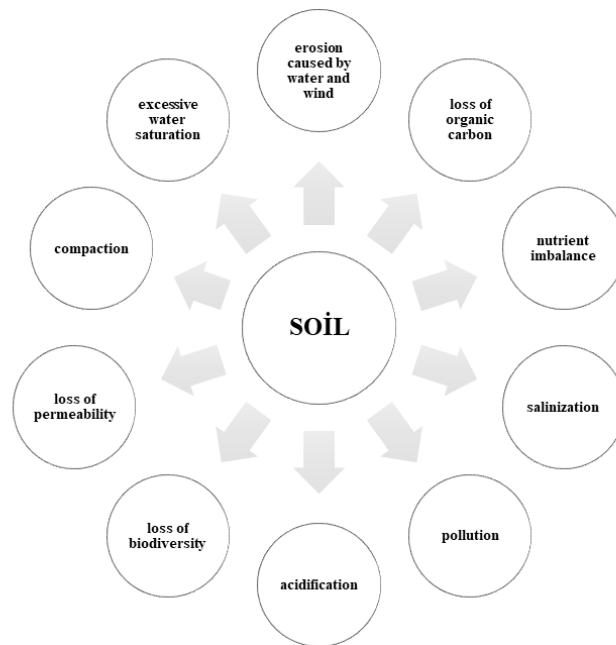 erosion
caused by
water and
wind
loss of
organic
carbon
nutrient
imbalance
salinization
pollution
acidification
loss of
biodiversity
loss of
permeability
compaction
excessive
water
saturation
SOİL